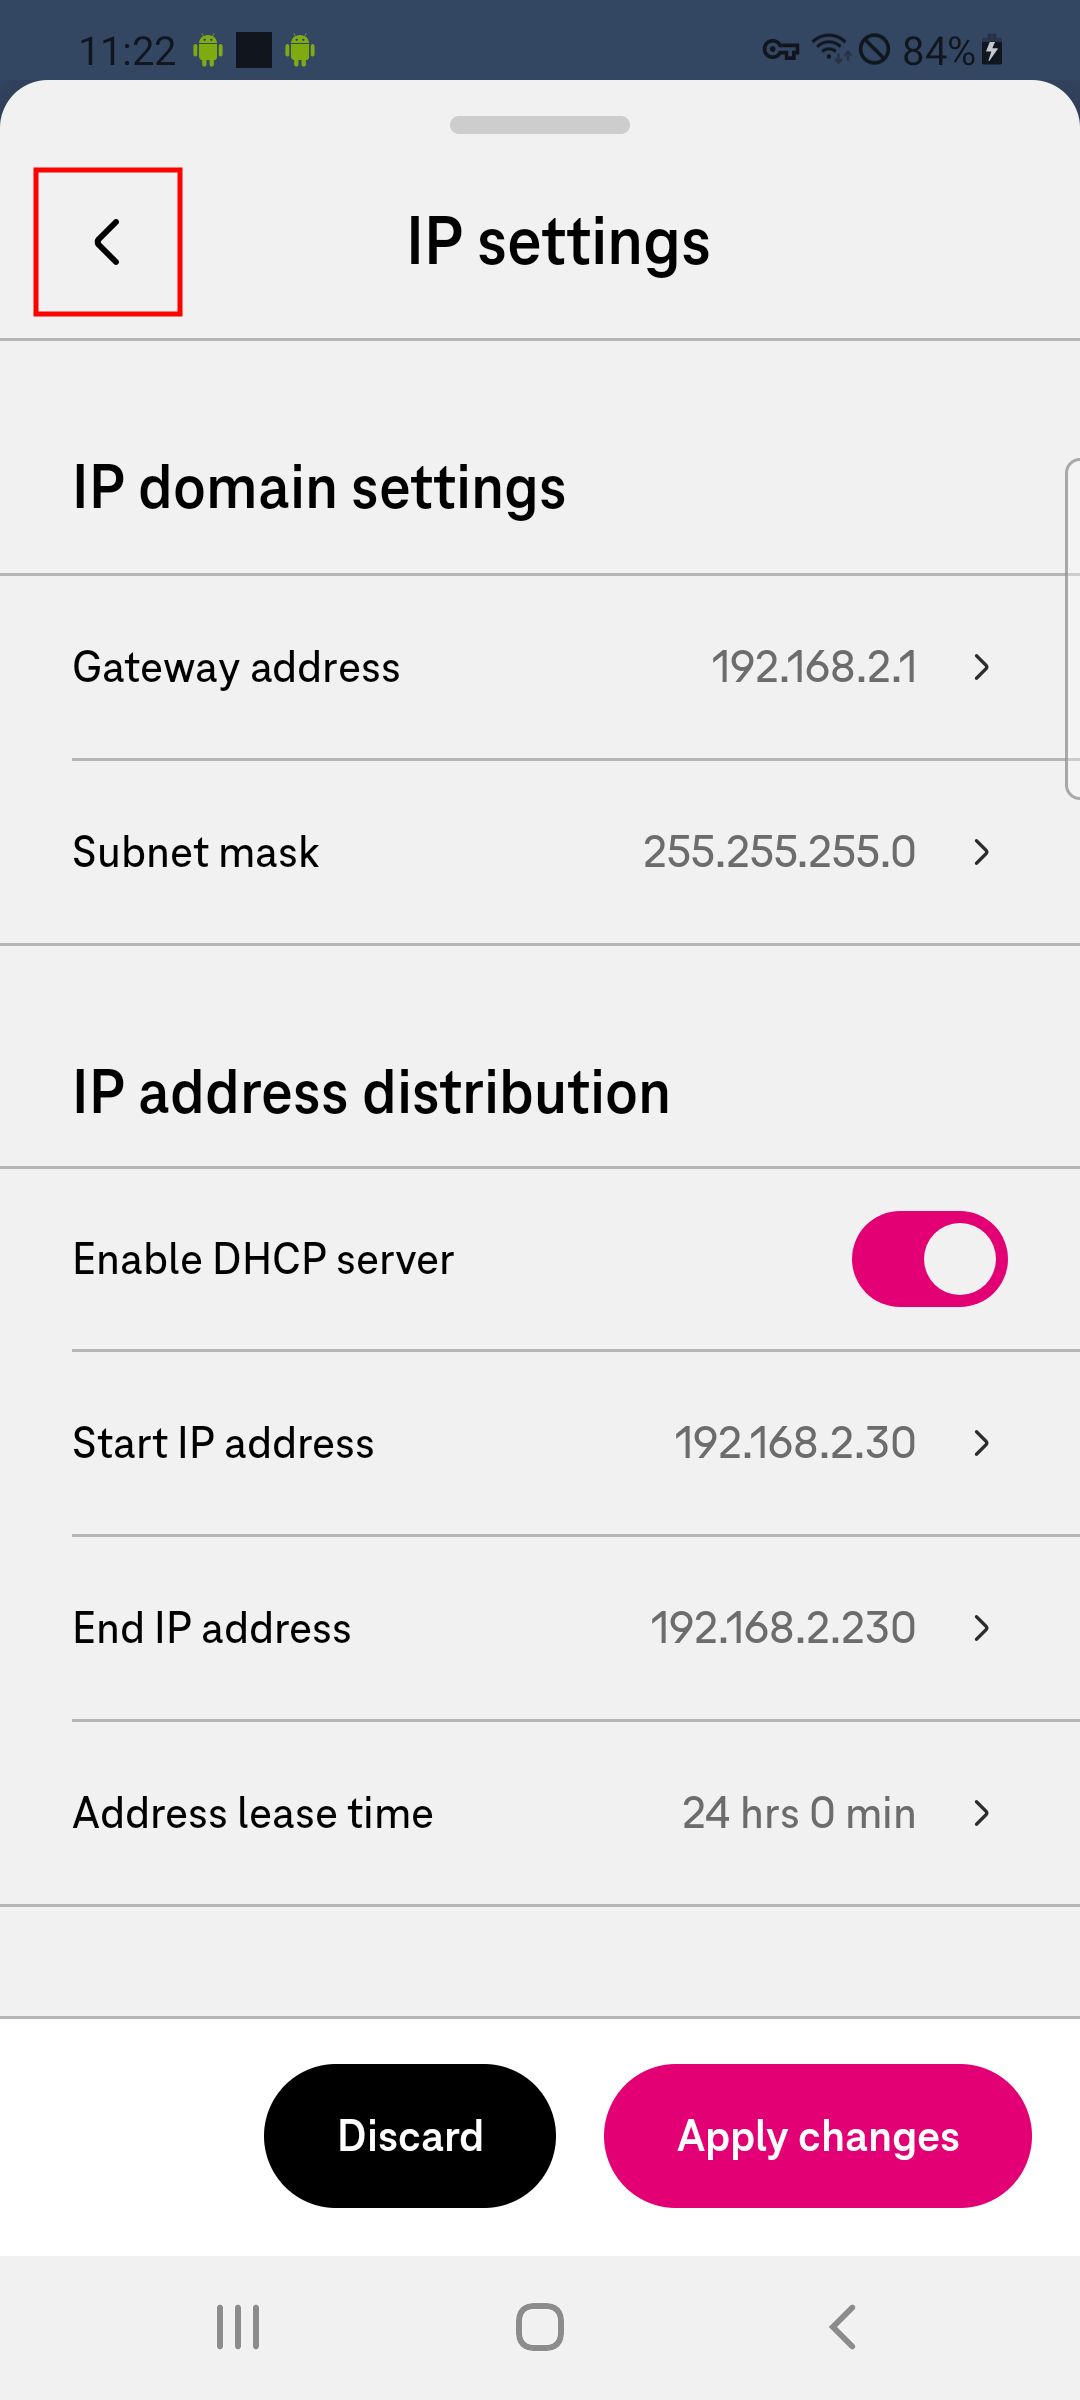 11:22 84%
IP settings
IP domain settings
Gateway address 192.168.2.1
Subnet mask 255.255.255.0
IP address distribution
Enable DHCP server
Start IP address 192.168.2.30
End IP address 192.168.2.230
Address lease time 24 hrs 0 min
Discard Apply changes